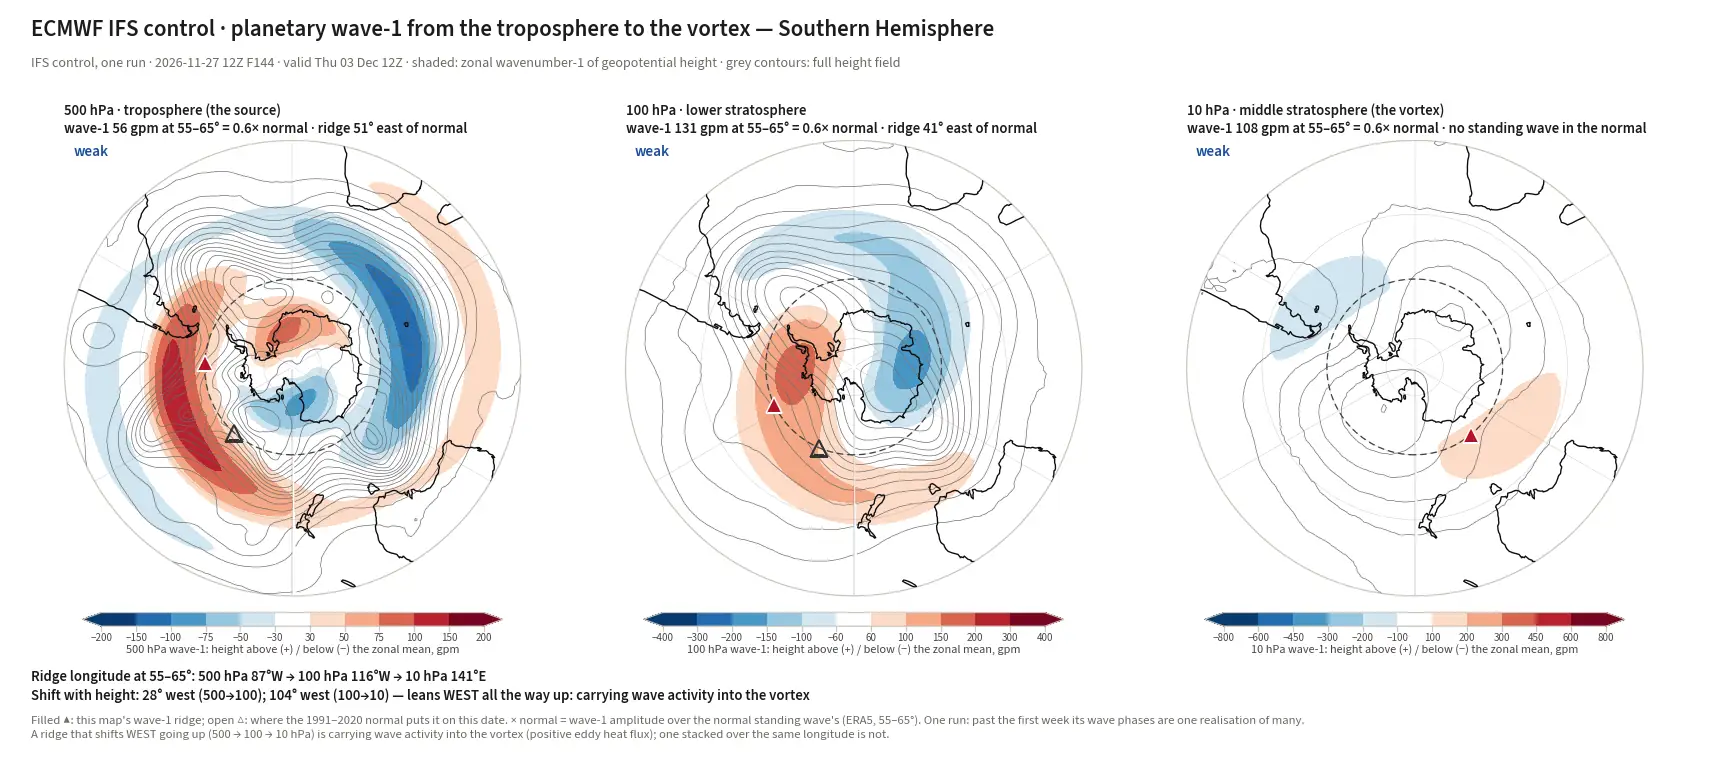 ECMWF IFS control · planetary wave-1 from the troposphere to the vortex — Southern Hemisphere
IFS control, one run · 2026-11-27 12Z F144 · valid Thu 03 Dec 12Z · shaded: zonal wavenumber-1 of geopotential height · grey contours: full height field
500 hPa · troposphere (the source)
wave-1 56 gpm at 55–65° = 0.6× normal · ridge 51° east of normal
weak
100 hPa · lower stratosphere
wave-1 131 gpm at 55–65° = 0.6× normal · ridge 41° east of normal
weak
10 hPa · middle stratosphere (the vortex)
wave-1 108 gpm at 55–65° = 0.6× normal · no standing wave in the normal
weak
−200 −150 −100 −75 −50 −30 30 50 75 100 150 200
500 hPa wave-1: height above (+) / below (−) the zonal mean, gpm
−400 −300 −200 −150 −100 −60 60 100 150 200 300 400
100 hPa wave-1: height above (+) / below (−) the zonal mean, gpm
−800 −600 −450 −300 −200 −100 100 200 300 450 600 800
10 hPa wave-1: height above (+) / below (−) the zonal mean, gpm
Ridge longitude at 55–65°: 500 hPa 87°W → 100 hPa 116°W → 10 hPa 141°E
Shift with height: 28° west (500→100); 104° west (100→10) — leans WEST all the way up: carrying wave activity into the vortex
Filled ▲: this map's wave-1 ridge; open △: where the 1991–2020 normal puts it on this date. × normal = wave-1 amplitude over the normal standing wave's (ERA5, 55–65°). One run: past the first week its wave phases are one realisation of many.
A ridge that shifts WEST going up (500 → 100 → 10 hPa) is carrying wave activity into the vortex (positive eddy heat flux); one stacked over the same longitude is not.